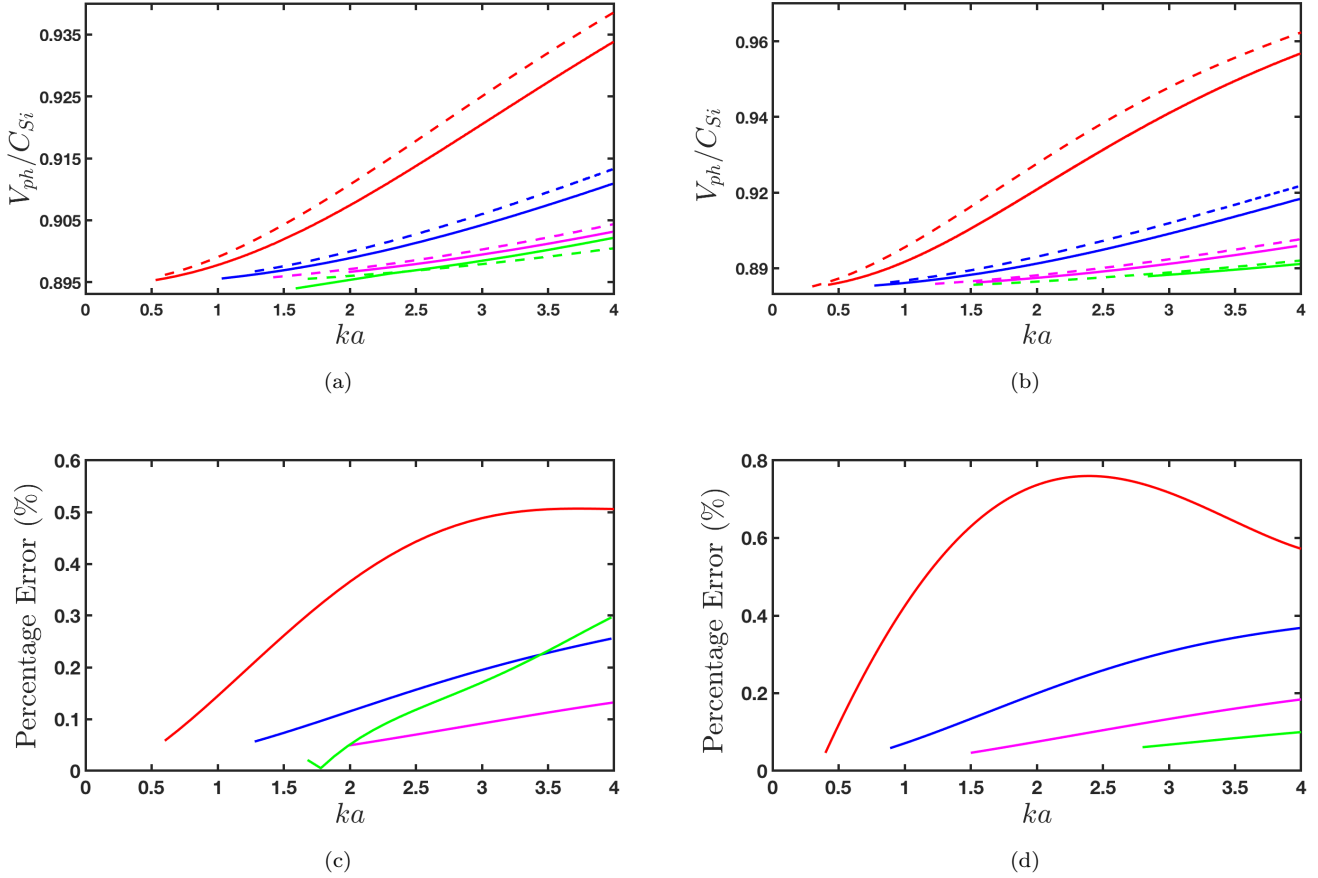 0.935
0.925
0.915
0.905
0.895
V_{ph}/C_{Si}
0 0.5 1 1.5 2 2.5 3 3.5 4
ka
(a)
0.96
0.94
0.92
0.89
V_{ph}/C_{Si}
0 0.5 1 1.5 2 2.5 3 3.5 4
ka
(b)
0.6
0.5
0.4
0.3
0.2
0.1
0
Percentage Error (%)
0 0.5 1 1.5 2 2.5 3 3.5 4
ka
(c)
0.8
0.6
0.4
0.2
0
Percentage Error (%)
0 0.5 1 1.5 2 2.5 3 3.5 4
ka
(d)